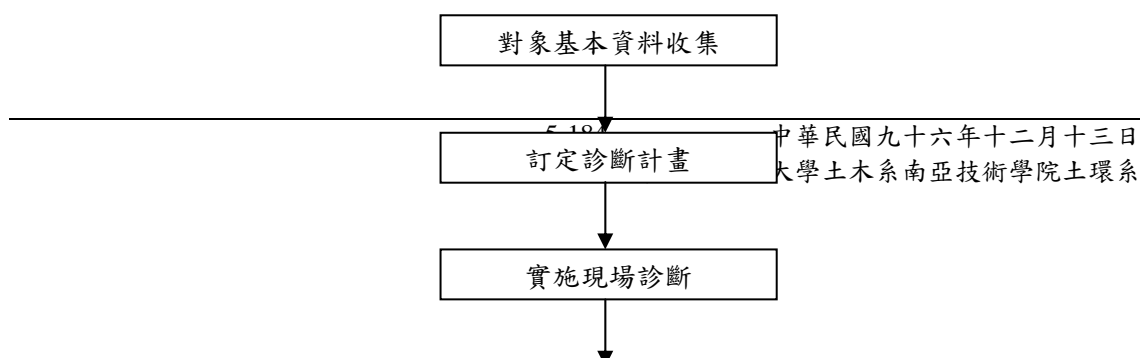 對象基本資料收集
中華民國九十六年十二月十三日
訂定診斷計畫
大學土木系南亞技術學院土環系
實施現場診斷